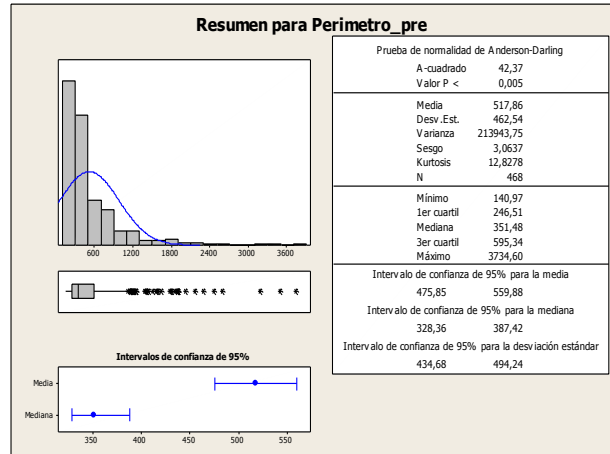 Resumen para Perimetro_pre
600 1200 1800 2400 3000 3600
Intervalos de confianza de 95%
Media
Mediana
350 400 450 500 550
Prueba de normalidad de Anderson-Darling
A-cuadrado 42,37
Valor P < 0,005
Media 517,86
Desv.Est. 462,54
Varianza 213943,75
Sesgo 3,0637
Kurtosis 12,8278
N 468
Mínimo 140,97
1er cuartil 246,51
Mediana 351,48
3er cuartil 595,34
Máximo 3734,60
Intervalo de confianza de 95% para la media
475,85 559,88
Intervalo de confianza de 95% para la mediana
328,36 387,42
Intervalo de confianza de 95% para la desviación estándar
434,68 494,24